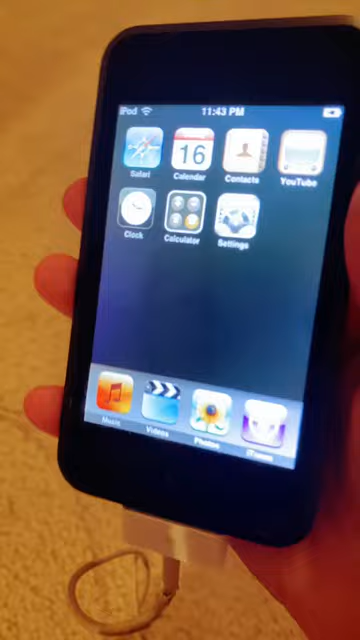 iPod 11:43 PM
Safari Calendar Contacts YouTube
16
Clock Calculator Settings
Music Videos Photos iTunes